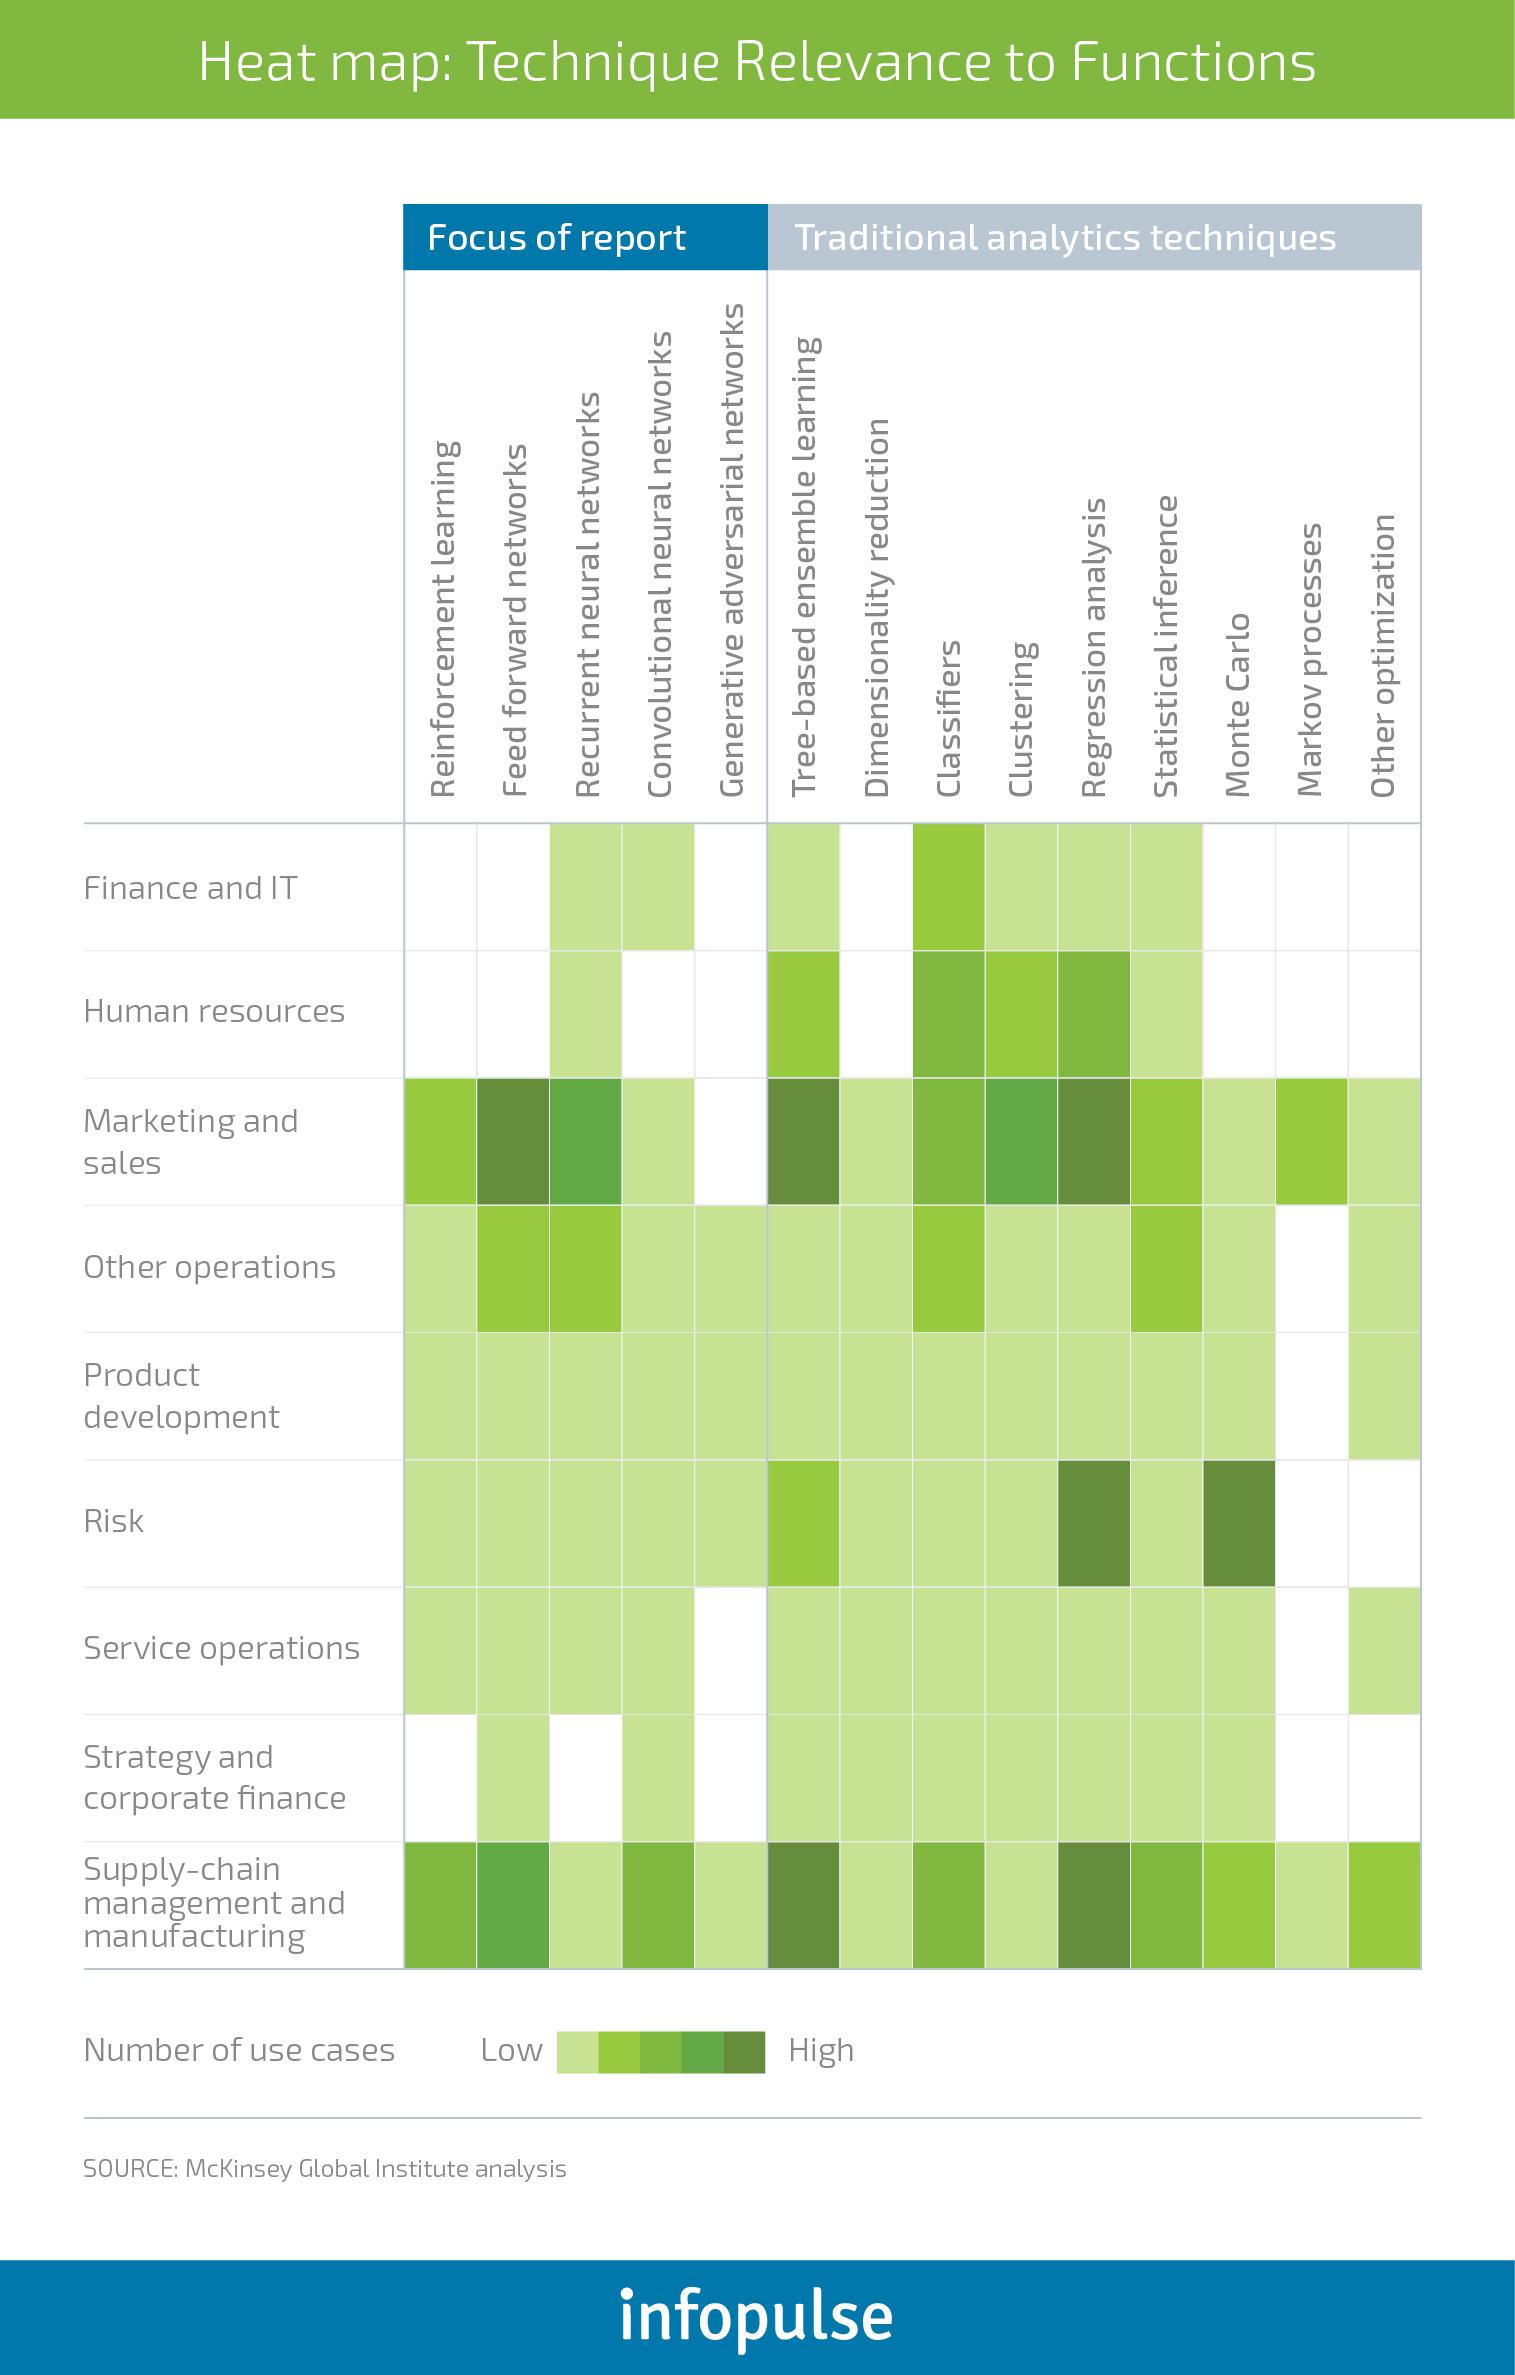 Heat map: Technique Relevance to Functions
Focus of report
Traditional analytics techniques
Reinforcement learning
Feed forward networks
Recurrent neural networks
Convolutional neural networks
Generative adversarial networks
Tree-based ensemble learning
Dimensionality reduction
Classifiers
Clustering
Regression analysis
Statistical inference
Monte Carlo
Markov processes
Other optimization
Finance and IT
Human resources
Marketing and
sales
Other operations
Product
development
Risk
Service operations
Strategy and
corporate finance
Supply-chain
management and
manufacturing
Number of use cases
Low
High
SOURCE: McKinsey Global Institute analysis
infopulse